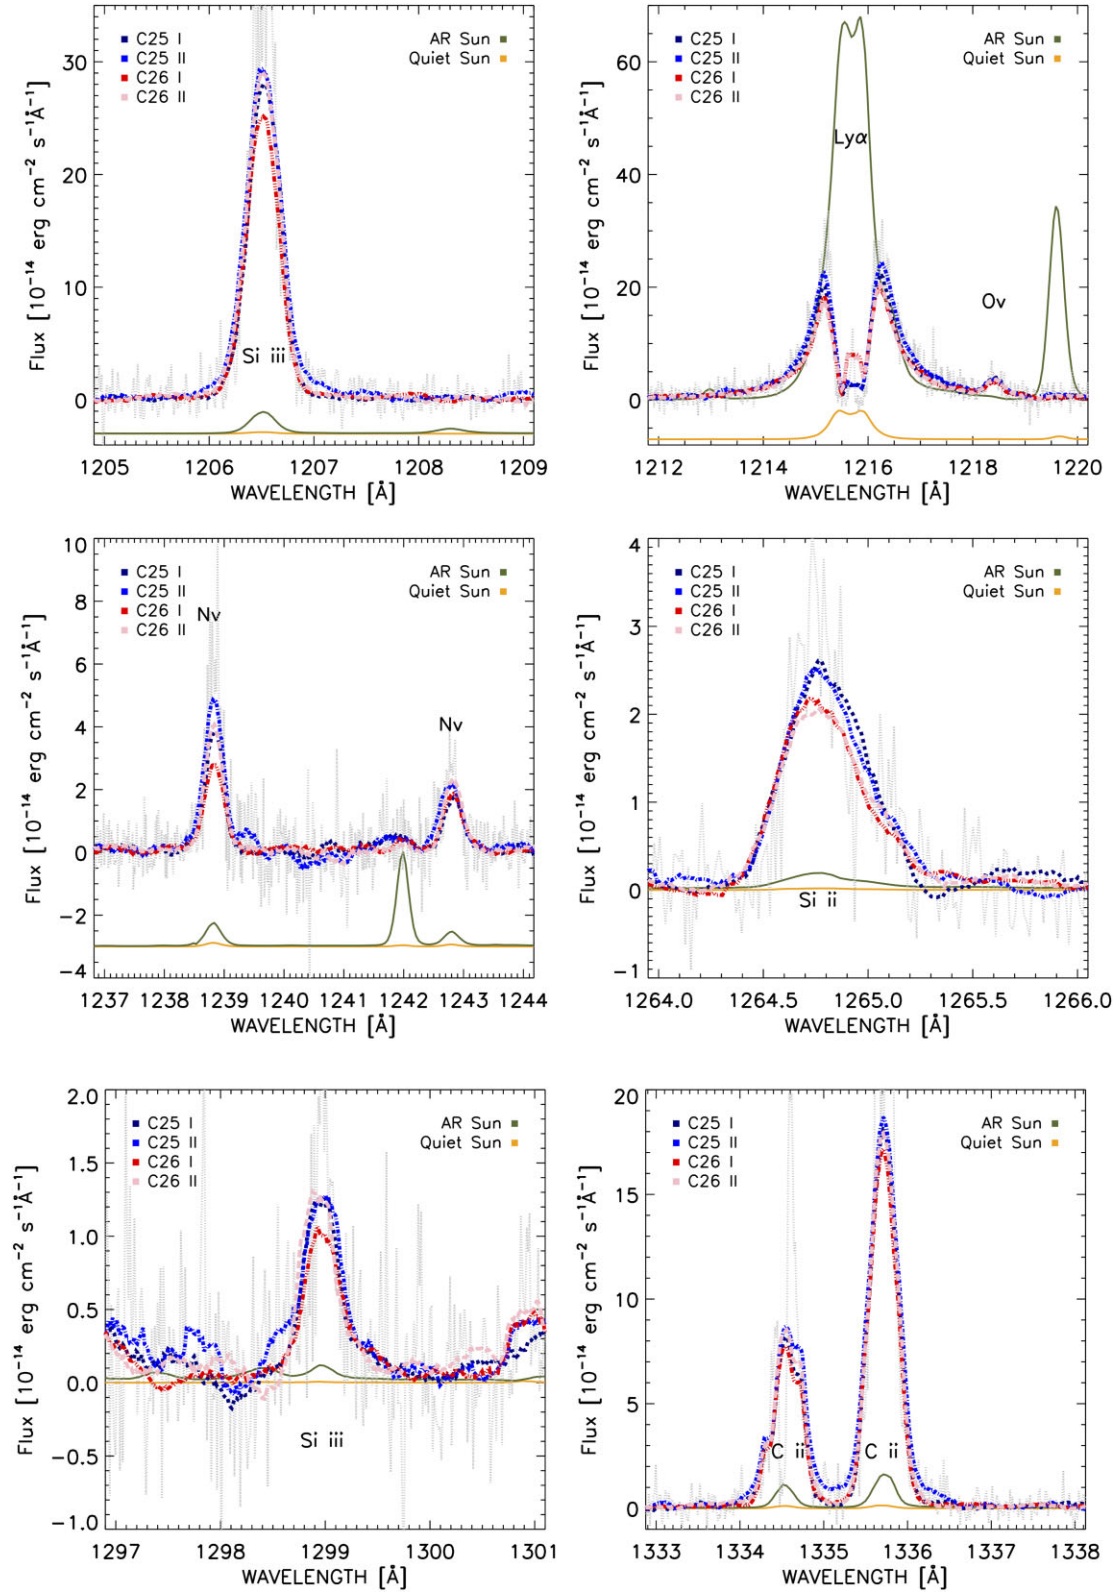 C25 I
C25 II
C26 I
C26 II
AR Sun
Quiet Sun
Si iii
30
20
10
0
Flux [10⁻¹⁴ erg cm⁻² s⁻¹Å⁻¹]
1205 1206 1207 1208 1209
WAVELENGTH [Å]
C25 I
C25 II
C26 I
C26 II
AR Sun
Quiet Sun
Lyα
Ov
60
40
20
0
Flux [10⁻¹⁴ erg cm⁻² s⁻¹Å⁻¹]
1212 1214 1216 1218 1220
WAVELENGTH [Å]
C25 I
C25 II
C26 I
C26 II
AR Sun
Quiet Sun
Nv
Nv
10
8
6
4
2
0
−2
−4
Flux [10⁻¹⁴ erg cm⁻² s⁻¹Å⁻¹]
1237 1238 1239 1240 1241 1242 1243 1244
WAVELENGTH [Å]
C25 I
C25 II
C26 I
C26 II
AR Sun
Quiet Sun
Si ii
4
3
2
1
0
−1
Flux [10⁻¹⁴ erg cm⁻² s⁻¹Å⁻¹]
1264.0 1264.5 1265.0 1265.5 1266.0
WAVELENGTH [Å]
C25 I
C25 II
C26 I
C26 II
AR Sun
Quiet Sun
Si iii
2.0
1.5
1.0
0.5
0.0
−0.5
−1.0
Flux [10⁻¹⁴ erg cm⁻² s⁻¹Å⁻¹]
1297 1298 1299 1300 1301
WAVELENGTH [Å]
C25 I
C25 II
C26 I
C26 II
AR Sun
Quiet Sun
C ii
C ii
20
15
10
5
0
Flux [10⁻¹⁴ erg cm⁻² s⁻¹Å⁻¹]
1333 1334 1335 1336 1337 1338
WAVELENGTH [Å]